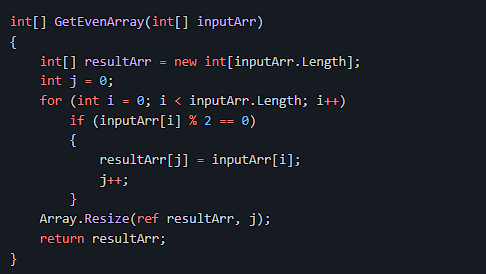 int[] GetEvenArray(int[] inputArr)
{
    int[] resultArr = new int[inputArr.Length];
    int j = 0;
    for (int i = 0; i < inputArr.Length; i++)
        if (inputArr[i] % 2 == 0)
        {
            resultArr[j] = inputArr[i];
            j++;
        }
    Array.Resize(ref resultArr, j);
    return resultArr;
}